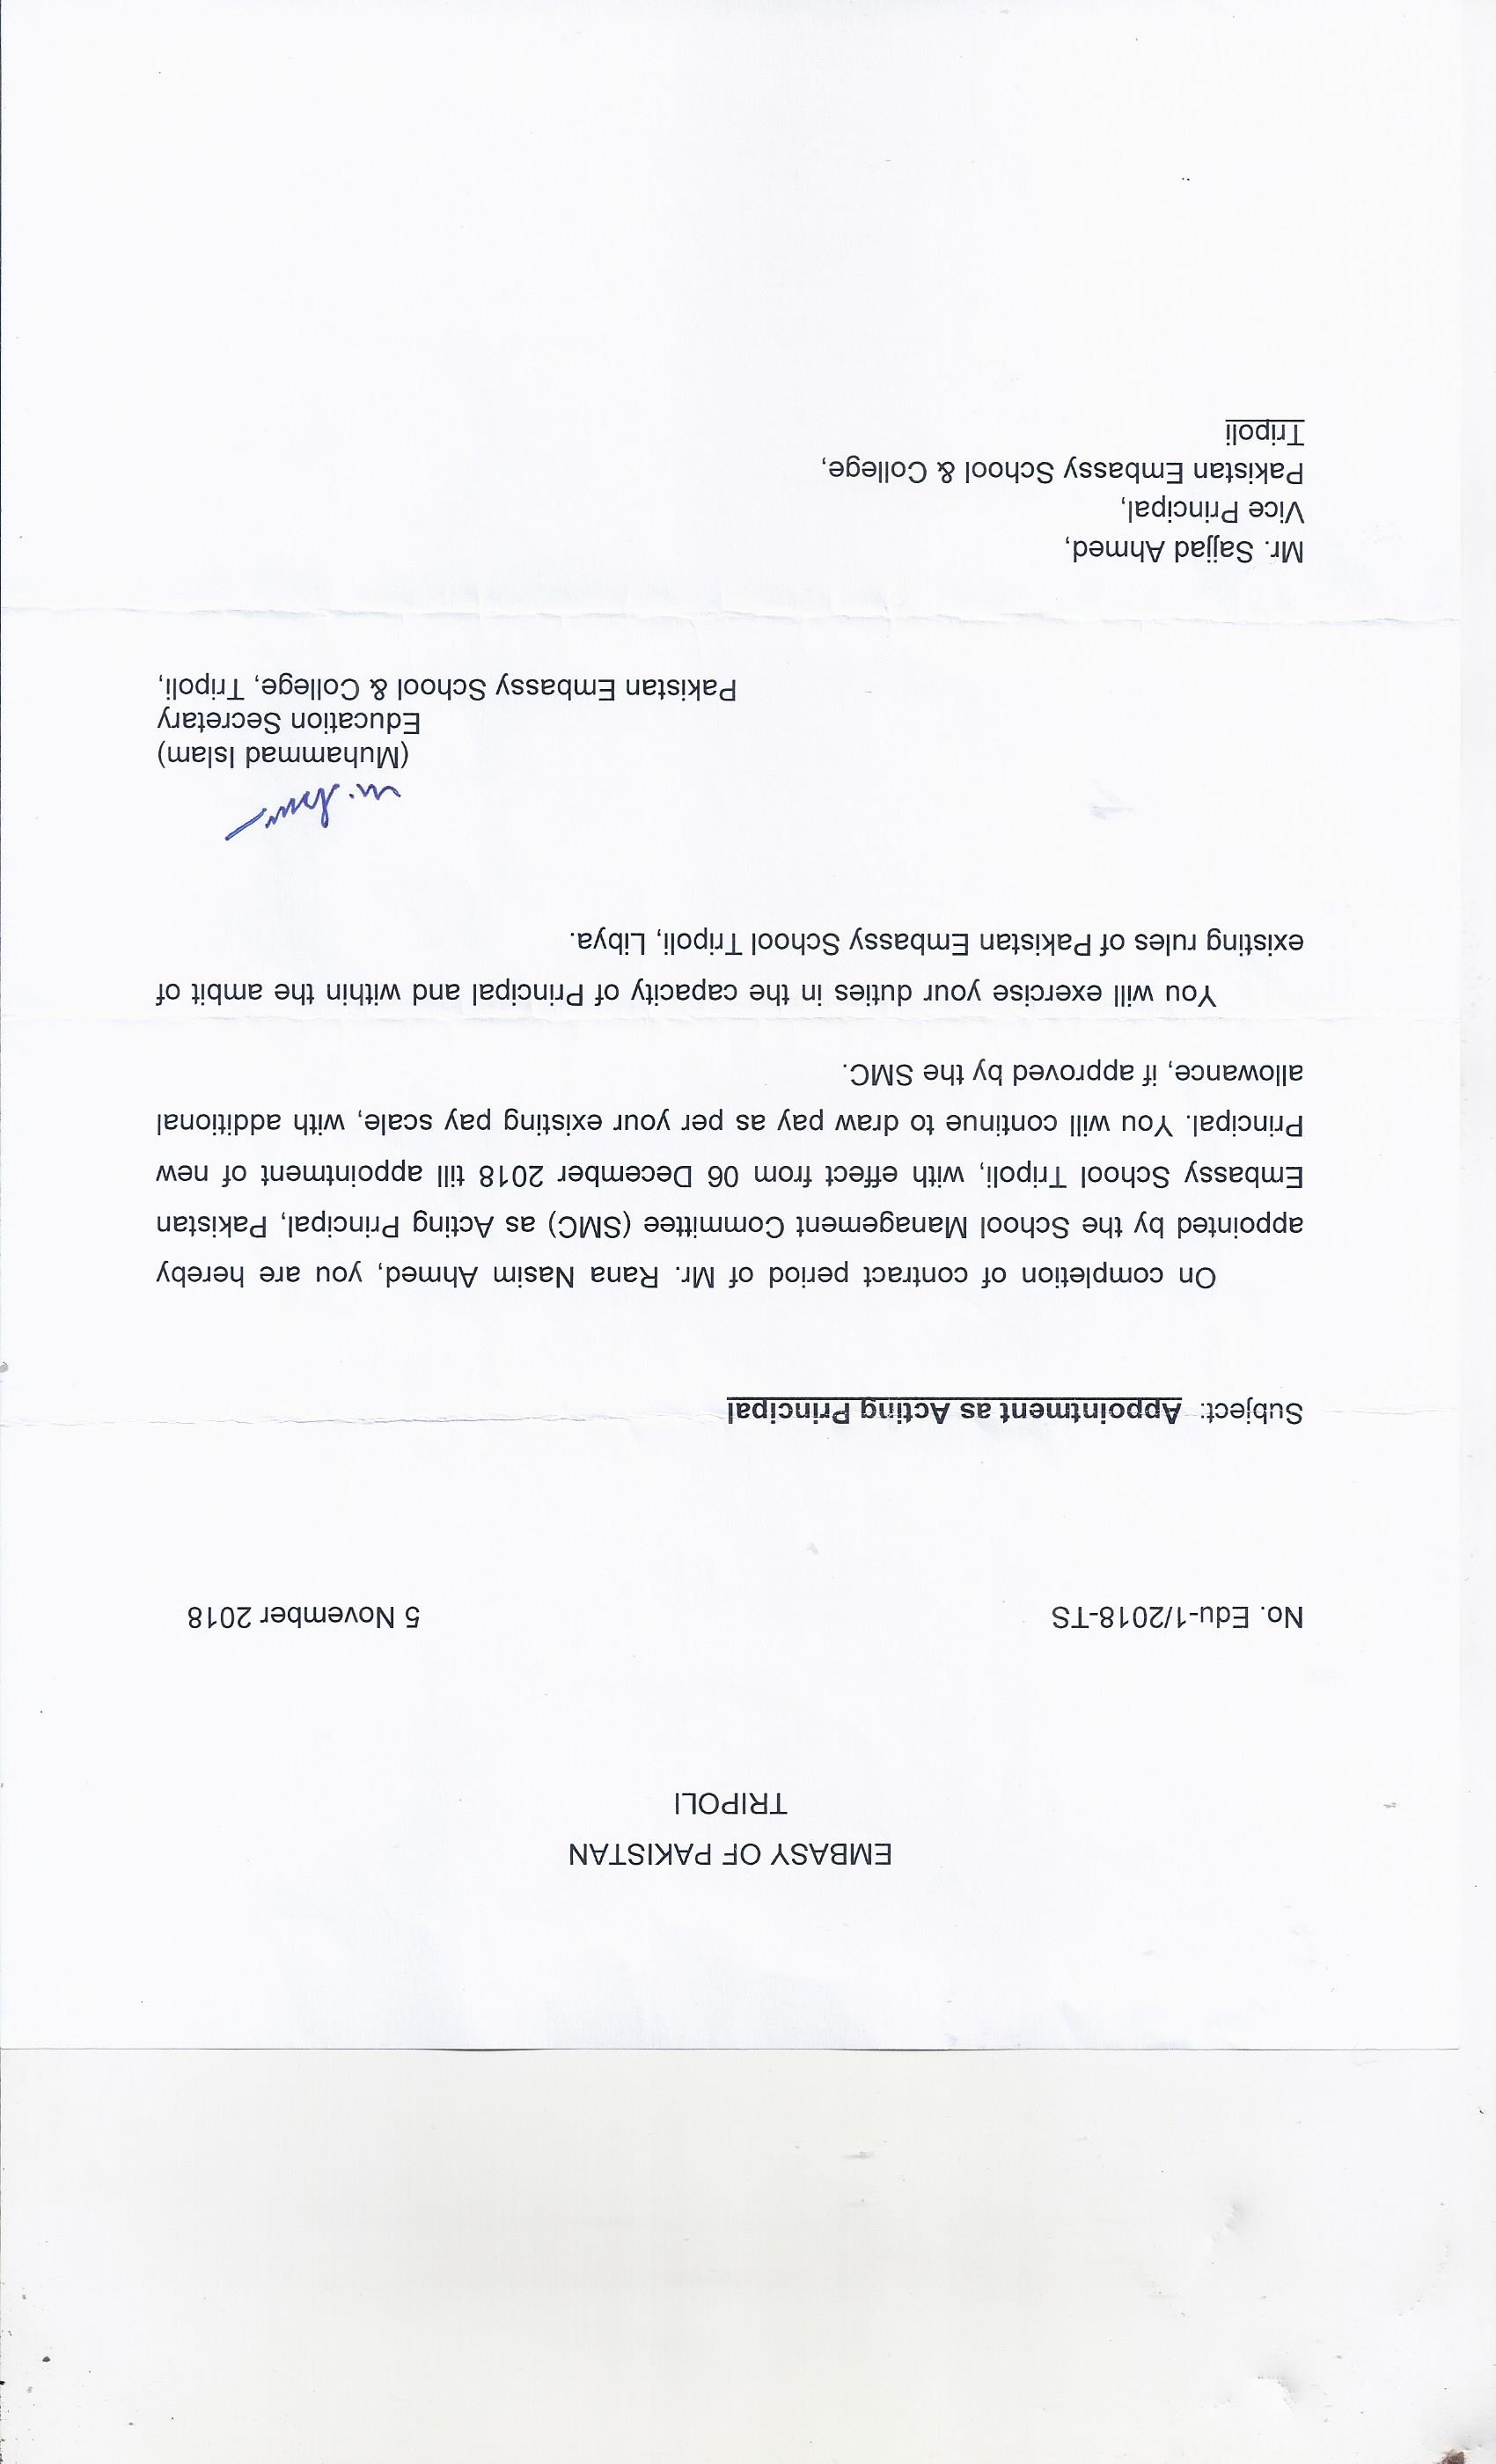 EMBASY OF PAKISTAN
TRIPOLI
No. Edu-1/2018-TS 5 November 2018
Subject: Appointment as Acting Principal
On completion of contract period of Mr. Rana Nasim Ahmed, you are hereby
appointed by the School Management Committee (SMC) as Acting Principal, Pakistan
Embassy School Tripoli, with effect from 06 December 2018 till appointment of new
Principal. You will continue to draw pay as per your existing pay scale, with additional
allowance, if approved by the SMC.
You will exercise your duties in the capacity of Principal and within the ambit of
existing rules of Pakistan Embassy School Tripoli, Libya.
(Muhammad Islam)
Education Secretary
Pakistan Embassy School & College, Tripoli,
Mr. Sajjad Ahmed,
Vice Principal,
Pakistan Embassy School & College,
Tripoli